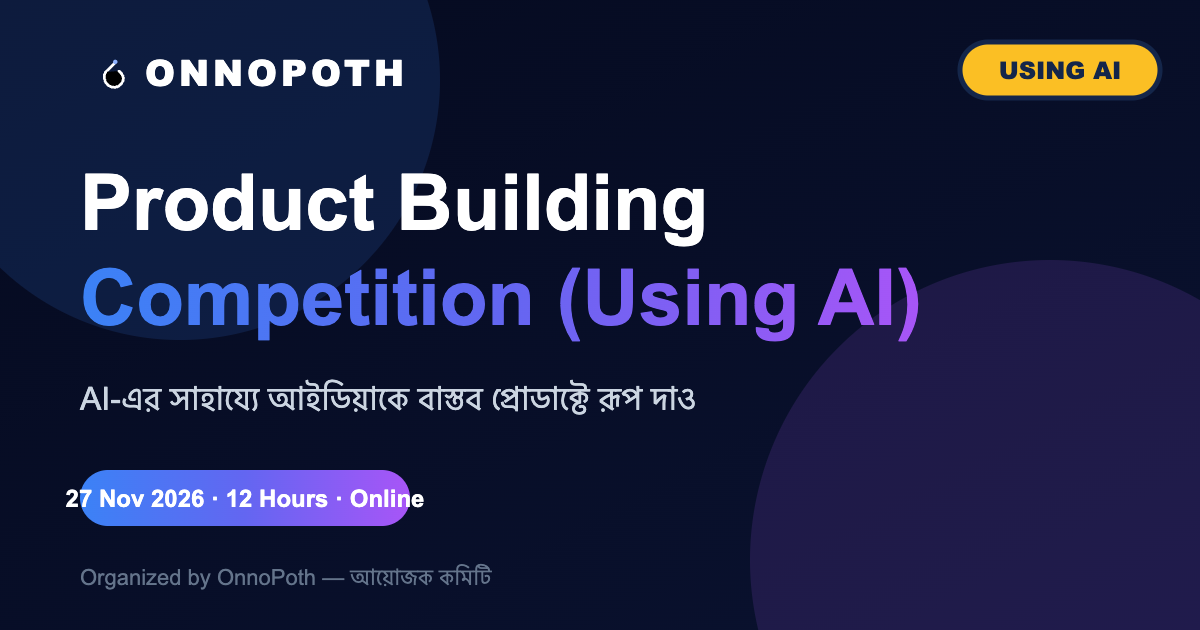 ONNOPOTH
USING AI
Product Building
Competition (Using AI)
AI-এর সাহায্যে আইডিয়াকে বাস্তব প্রোডাক্টে রূপ দাও
27 Nov 2026 · 12 Hours · Online
Organized by OnnoPoth — আয়োজক কমিটি